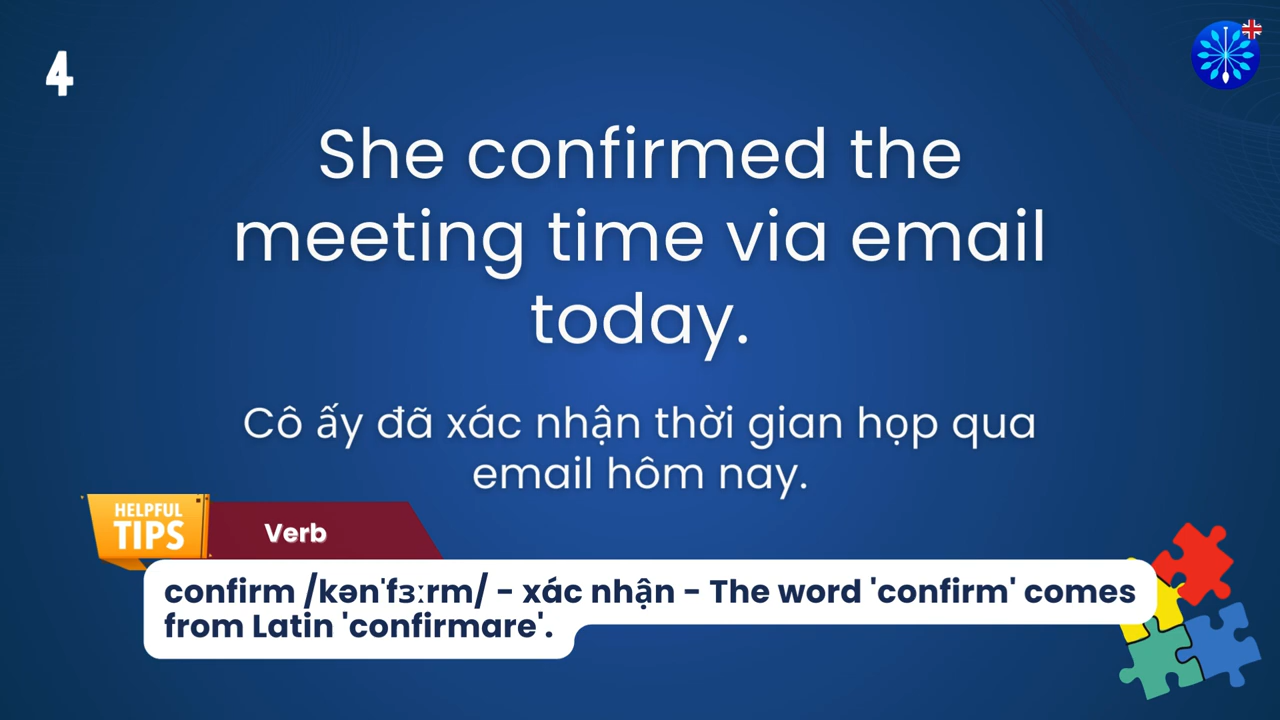 4
She confirmed the
meeting time via email
today.
Cô ấy đã xác nhận thời gian họp qua
email hôm nay.
HELPFUL
TIPS
Verb
confirm /kənˈfɜːrm/ - xác nhận - The word 'confirm' comes
from Latin 'confirmare'.